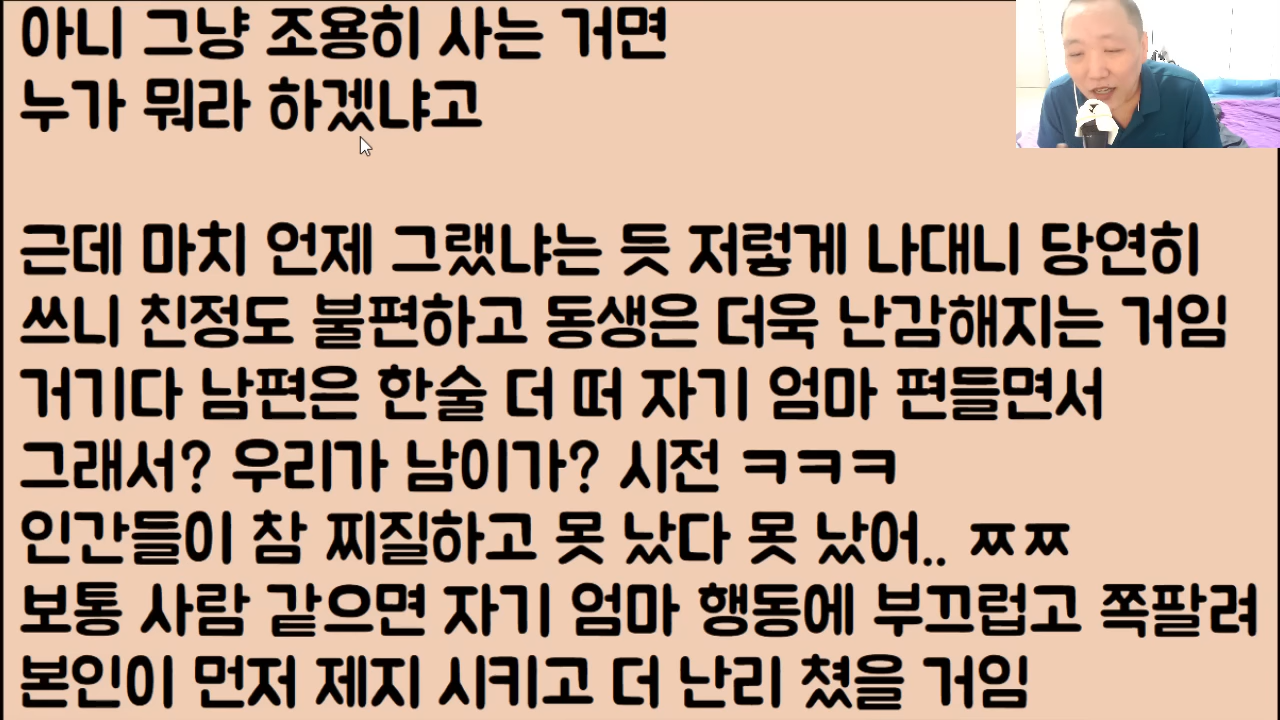 아니 그냥 조용히 사는 거면
누가 뭐라 하겠냐고
근데 마치 언제 그랬냐는 듯 저렇게 나대니 당연히
쓰니 친정도 불편하고 동생은 더욱 난감해지는 거임
거기다 남편은 한술 더 떠 자기 엄마 편들면서
그래서? 우리가 남이가? 시전 ㅋㅋㅋ
인간들이 참 찌질하고 못 났다 못 났어.. ㅉㅉ
보통 사람 같으면 자기 엄마 행동에 부끄럽고 쪽팔려
본인이 먼저 제지 시키고 더 난리 쳤을 거임